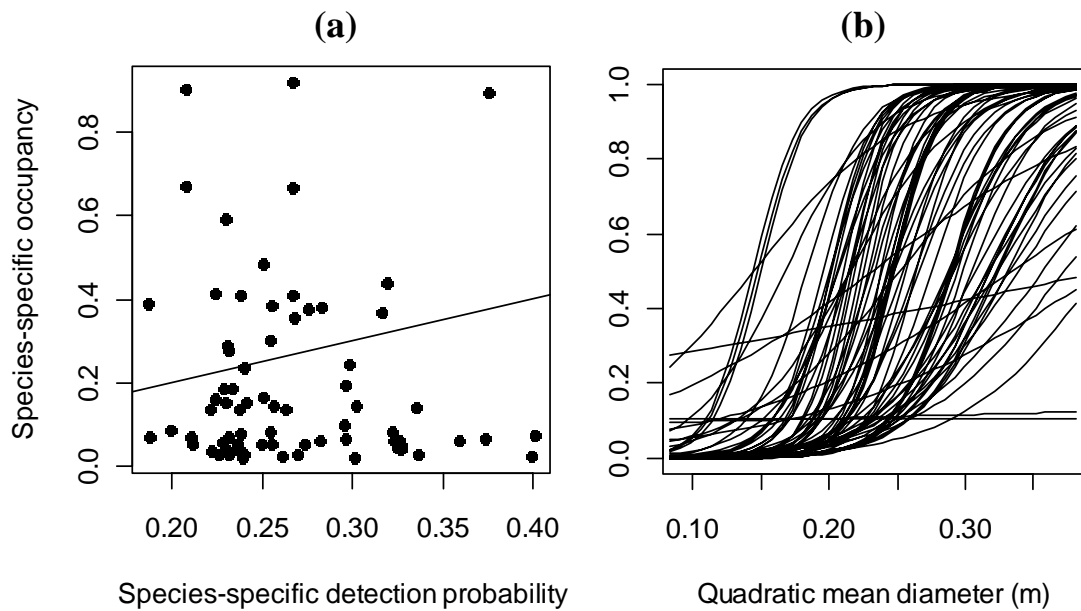 (a)
(b)
Species-specific occupancy
0.0 0.2 0.4 0.6 0.8
0.20 0.25 0.30 0.35 0.40
Species-specific detection probability
0.0 0.2 0.4 0.6 0.8 1.0
0.10 0.20 0.30
Quadratic mean diameter (m)